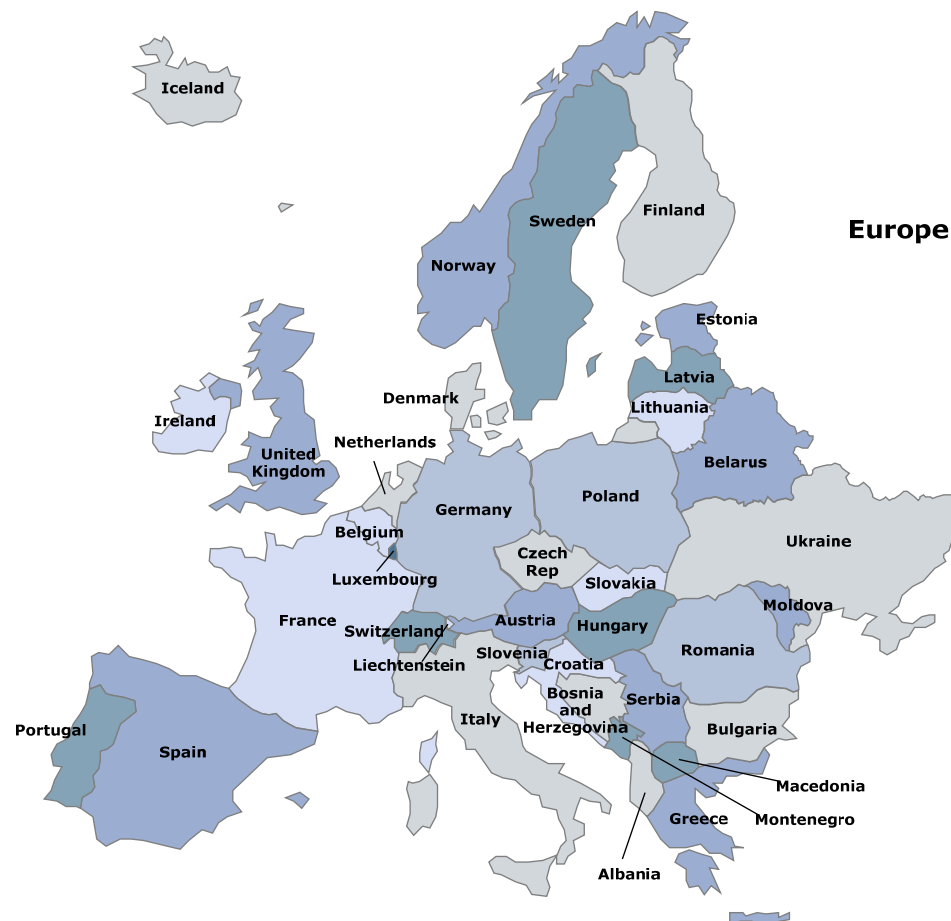 Iceland
Finland
Sweden
Europe
Norway
Estonia
Latvia
Denmark
Lithuania
Ireland
Netherlands
United
Kingdom
Belarus
Poland
Germany
Belgium
Ukraine
Czech
Rep
Luxembourg
Slovakia
Moldova
France
Austria
Switzerland
Hungary
Liechtenstein
Slovenia
Croatia
Romania
Bosnia
and
Herzegovina
Serbia
Italy
Portugal
Bulgaria
Spain
Macedonia
Greece
Montenegro
Albania